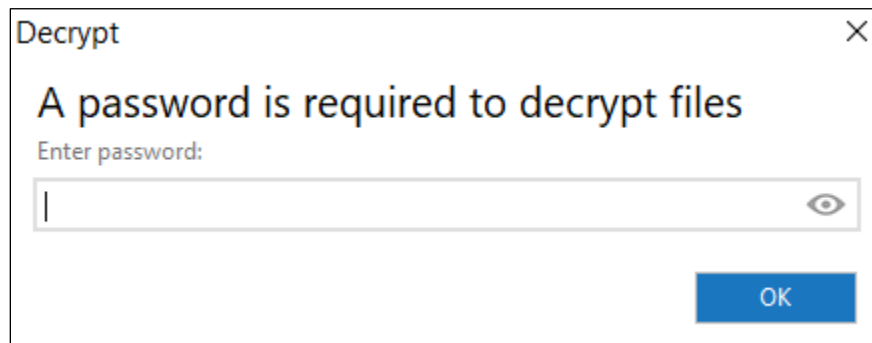 Decrypt
A password is required to decrypt files
Enter password:
OK